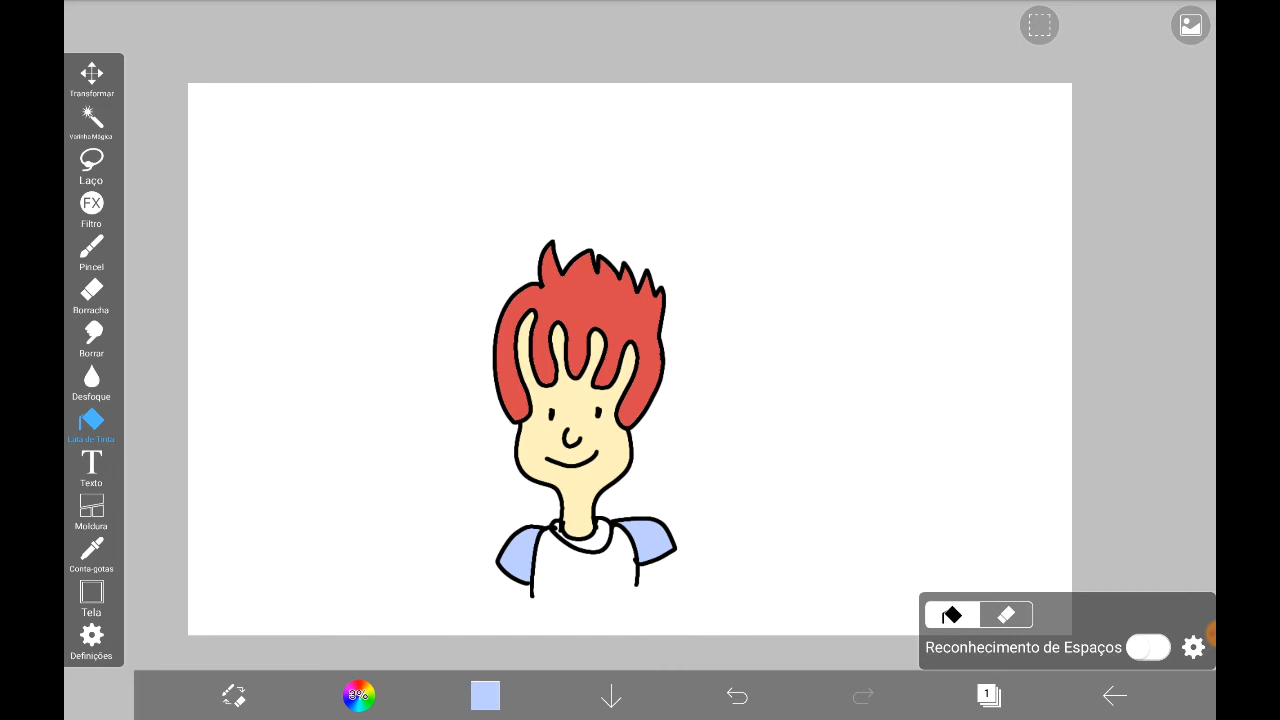 Transformar
Varinha Mágica
Laço
FX
Filtro
Pincel
Borracha
Borrar
Desfoque
Lata de Tinta
T
Texto
Moldura
Conta-gotas
Tela
Definições
Reconhecimento de Espaços
3%
1